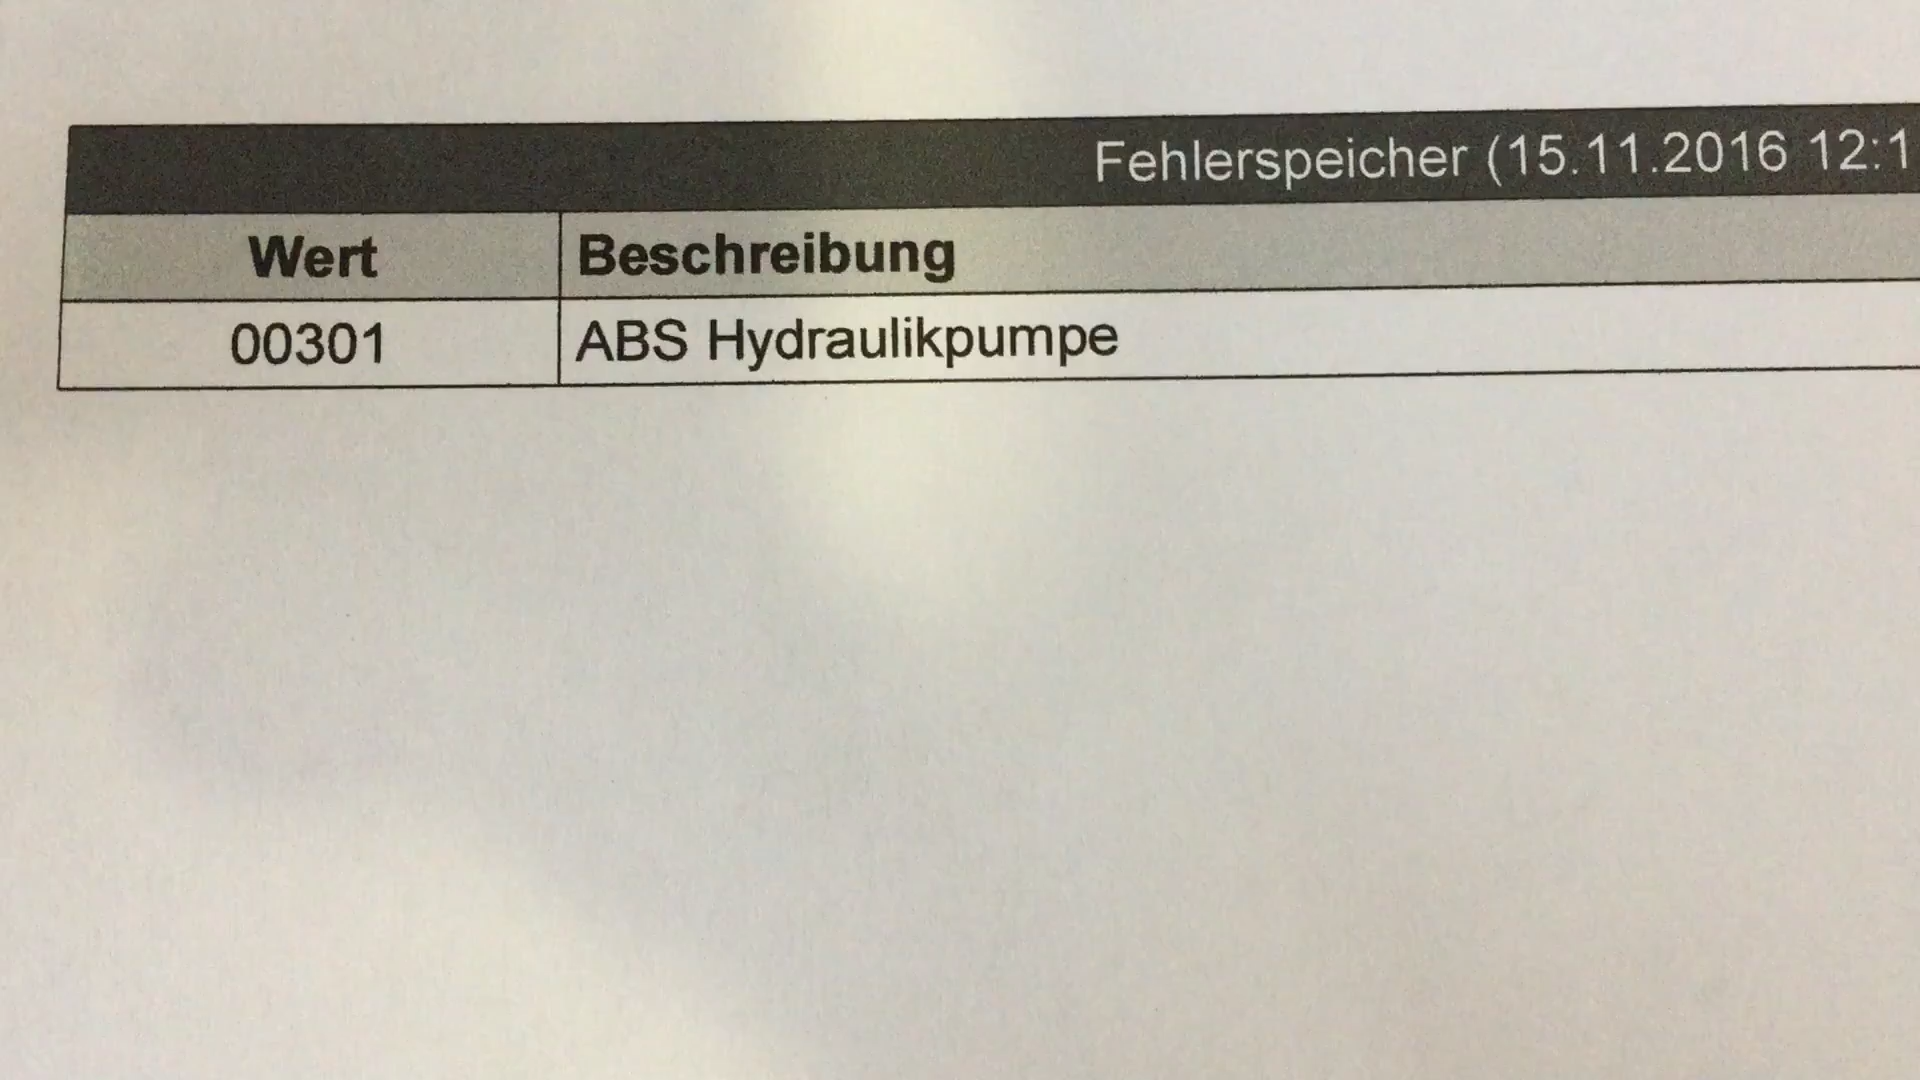 Fehlerspeicher (15.11.2016 12:1
Wert Beschreibung
00301 ABS Hydraulikpumpe